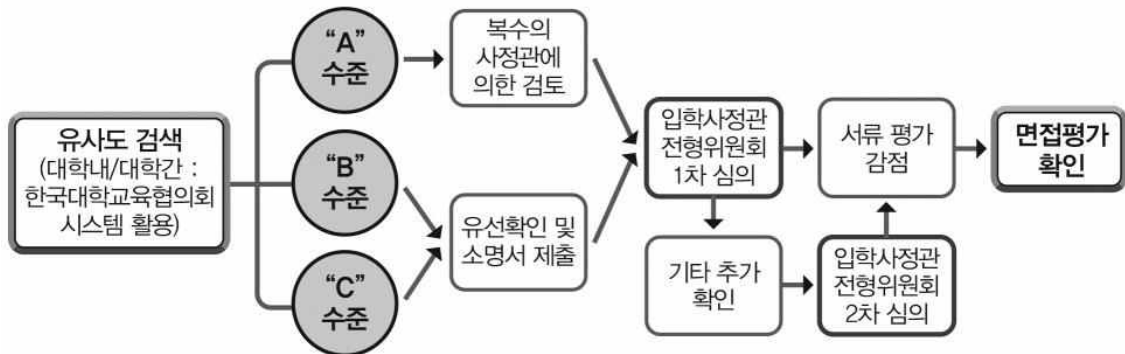 유사도 검색
(대학내/대학간 :
한국대학교육협의회
시스템 활용)
“A”
수준
“B”
수준
“C”
수준
복수의
사정관에
의한 검토
유선확인 및
소명서 제출
입학사정관
전형위원회
1차 심의
기타 추가
확인
서류 평가
감점
입학사정관
전형위원회
2차 심의
면접평가
확인